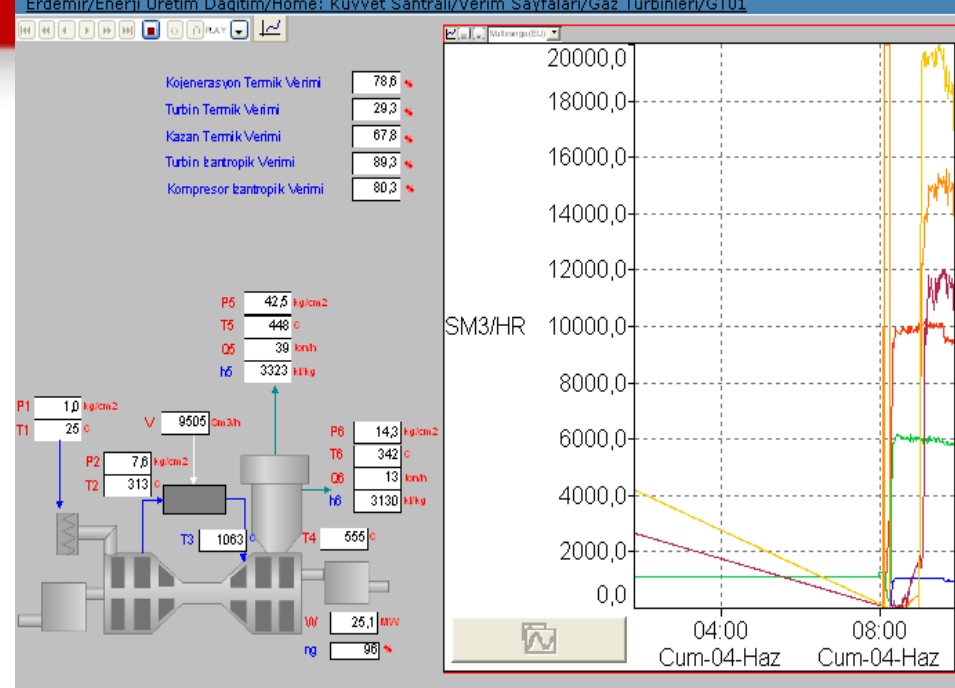 Erdemir/Enerji Üretim Dağıtım/Home: Kuvvet Santralı/Verim Sayfaları/Gaz Türbinleri/GT01
PLAY
Multirange(EU)
Kojenerasyon Termik Verimi 78,6 %
Turbin Termik Verimi 29,3 %
Kazan Termik Verimi 67,8 %
Turbin Izantropik Verimi 89,3 %
Kompresor Izantropik Verimi 80,3 %
P5 42,5 kg/cm2
T5 448 c
Q5 39 ton/h
h5 3323 kj/kg
P1 1,0 kg/cm2
T1 25 c
V 9505 Sm3/h
P2 7,6 kg/cm2
T2 313 c
P6 14,3 kg/cm2
T6 342 c
Q6 13 ton/h
h6 3130 kj/kg
T3 1063 c
T4 555 c
W 25,1 MW
ng 96 %
SM3/HR
20000,0
18000,0
16000,0
14000,0
12000,0
10000,0
8000,0
6000,0
4000,0
2000,0
0,0
04:00 08:00
Cum-04-Haz Cum-04-Haz